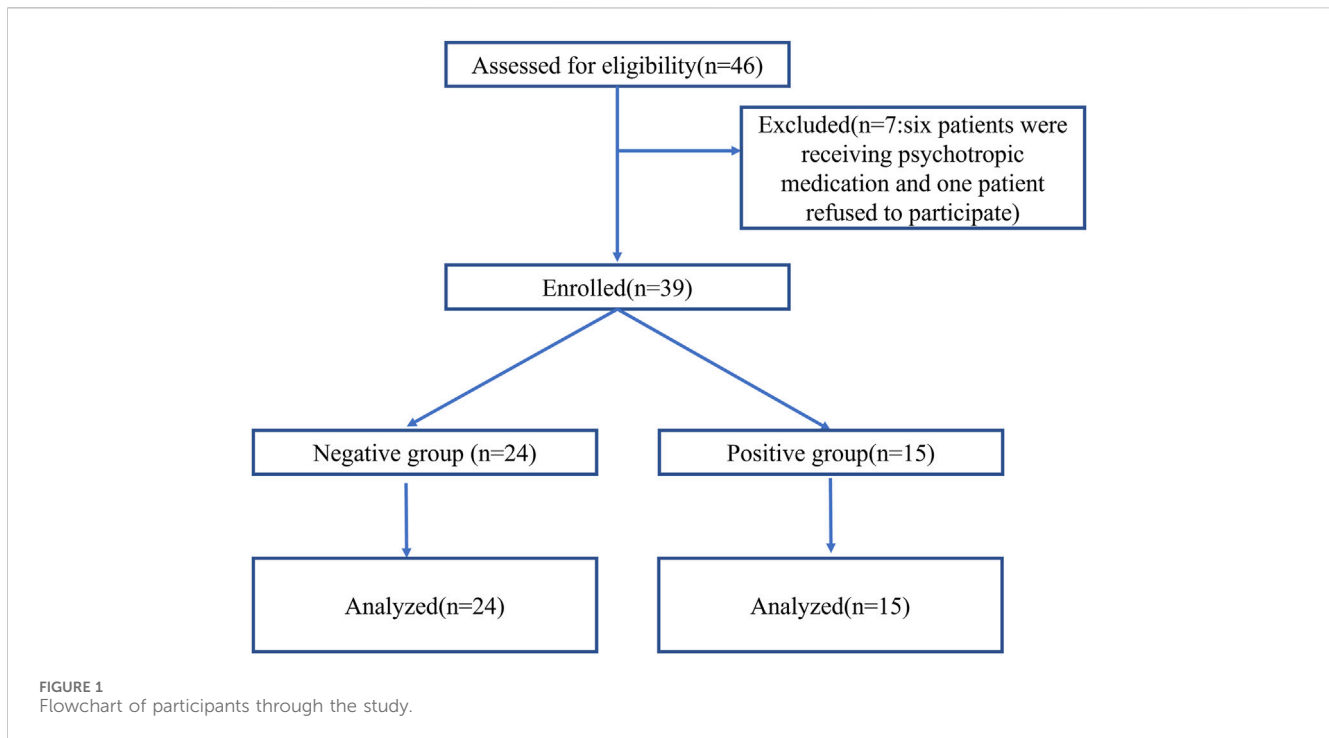 Assessed for eligibility(n=46)
Excluded(n=7:six patients were
receiving psychotropic
medication and one patient
refused to participate)
Enrolled(n=39)
Negative group (n=24)
Positive group(n=15)
Analyzed(n=24)
Analyzed(n=15)
FIGURE 1
Flowchart of participants through the study.